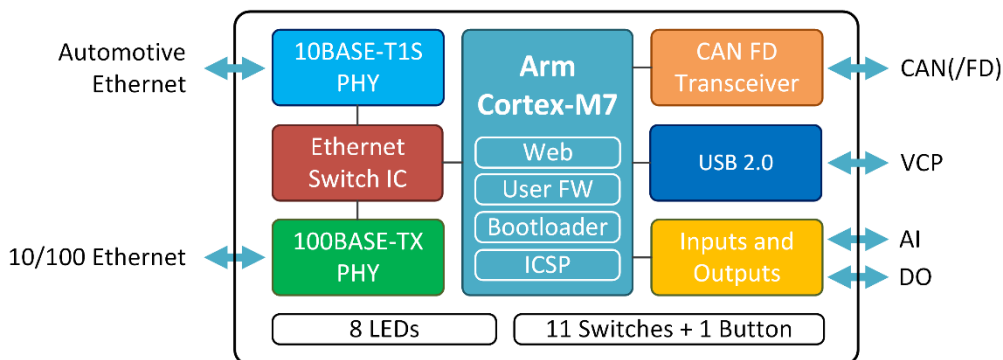 Automotive
Ethernet
10/100 Ethernet
10BASE-T1S
PHY
Ethernet
Switch IC
100BASE-TX
PHY
Arm
Cortex-M7
Web
User FW
Bootloader
ICSP
CAN FD
Transceiver
USB 2.0
Inputs and
Outputs
CAN(/FD)
VCP
AI
DO
8 LEDs
11 Switches + 1 Button